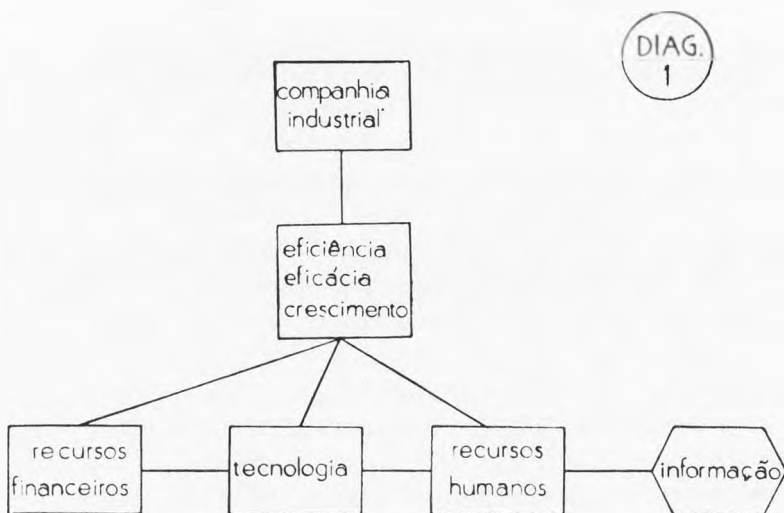 DIAG.
1
companhia
industrial
eficiência
eficácia
crescimento
recursos
financeiros
tecnologia
recursos
humanos
informação